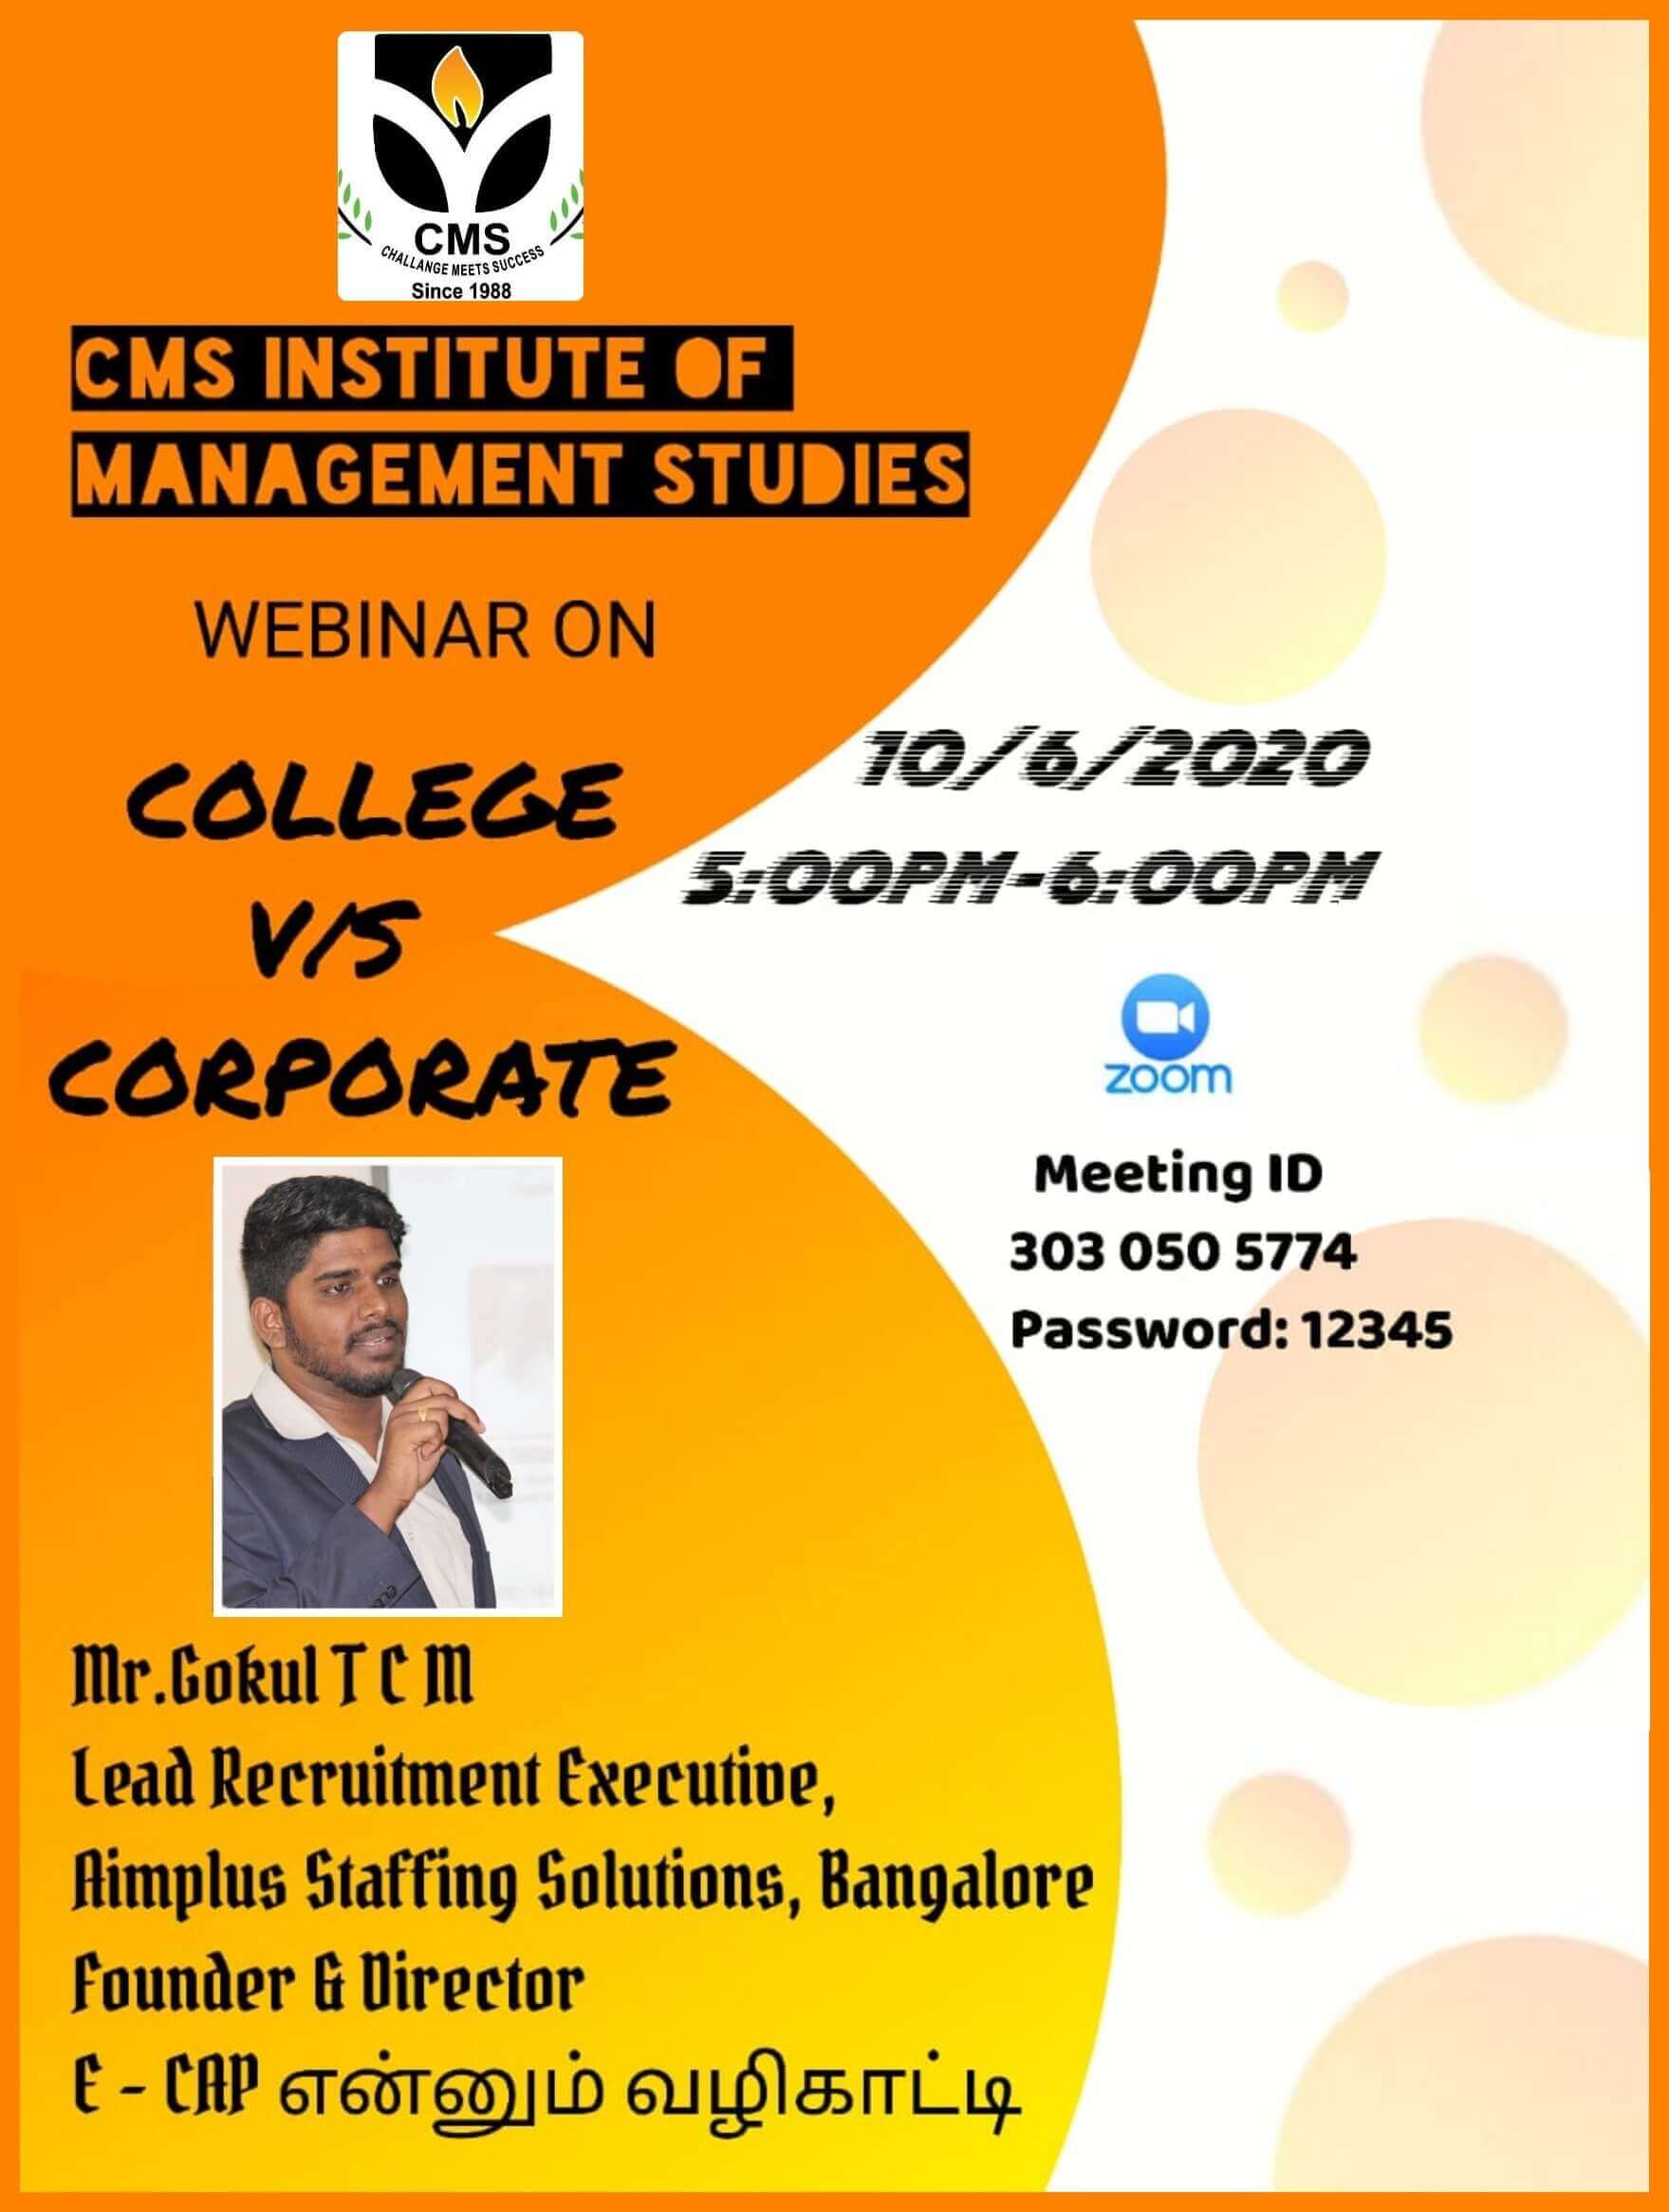 CMS
CHALLANGE MEETS SUCCESS
Since 1988
CMS INSTITUTE OF
MANAGEMENT STUDIES
WEBINAR ON
COLLEGE
V/S
CORPORATE
10/6/2020
5:00PM-6:00PM
zoom
Meeting ID
303 050 5774
Password: 12345
Mr.Gokul T C M
Lead Recruitment Executive,
Aimplus Staffing Solutions, Bangalore
Founder & Director
E - CAP என்னும் வழிகாட்டி